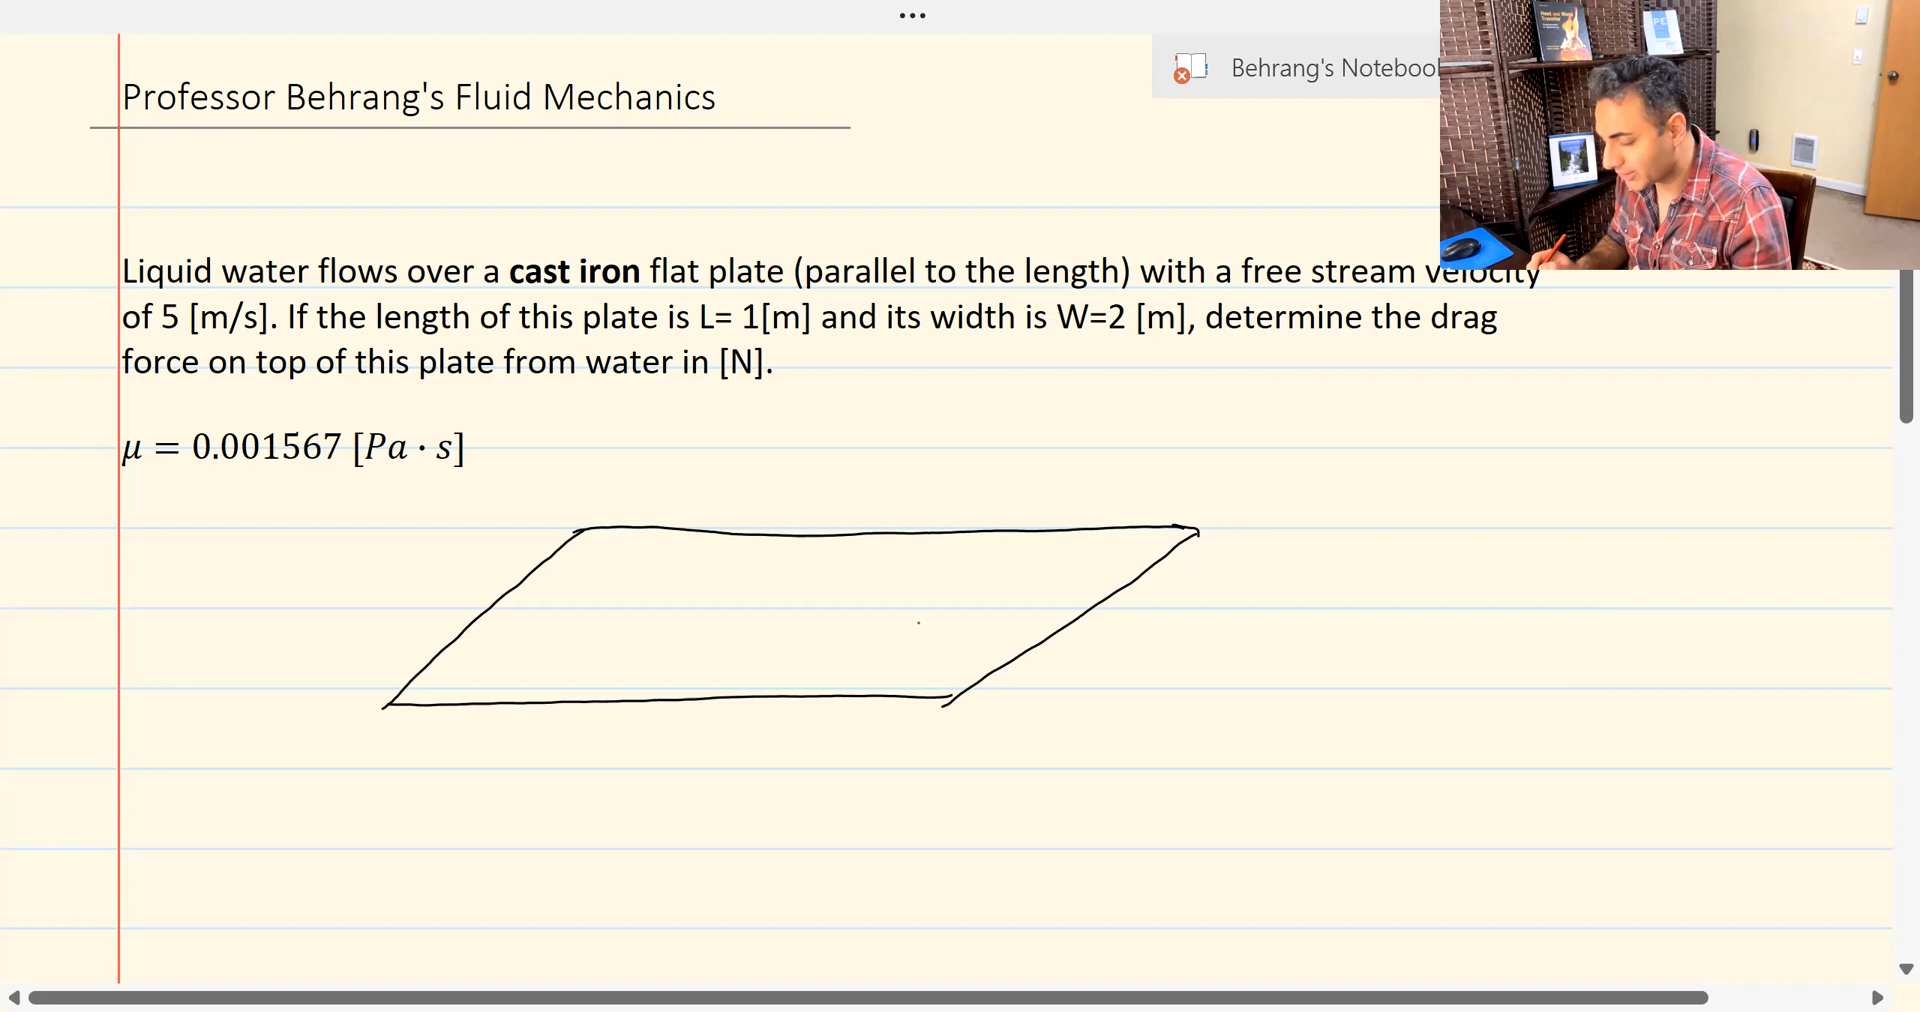 •••
Behrang's Notebook
Professor Behrang's Fluid Mechanics
Liquid water flows over a cast iron flat plate (parallel to the length) with a free stream velocity
of 5 [m/s]. If the length of this plate is L= 1[m] and its width is W=2 [m], determine the drag
force on top of this plate from water in [N].
μ = 0.001567 [Pa · s]